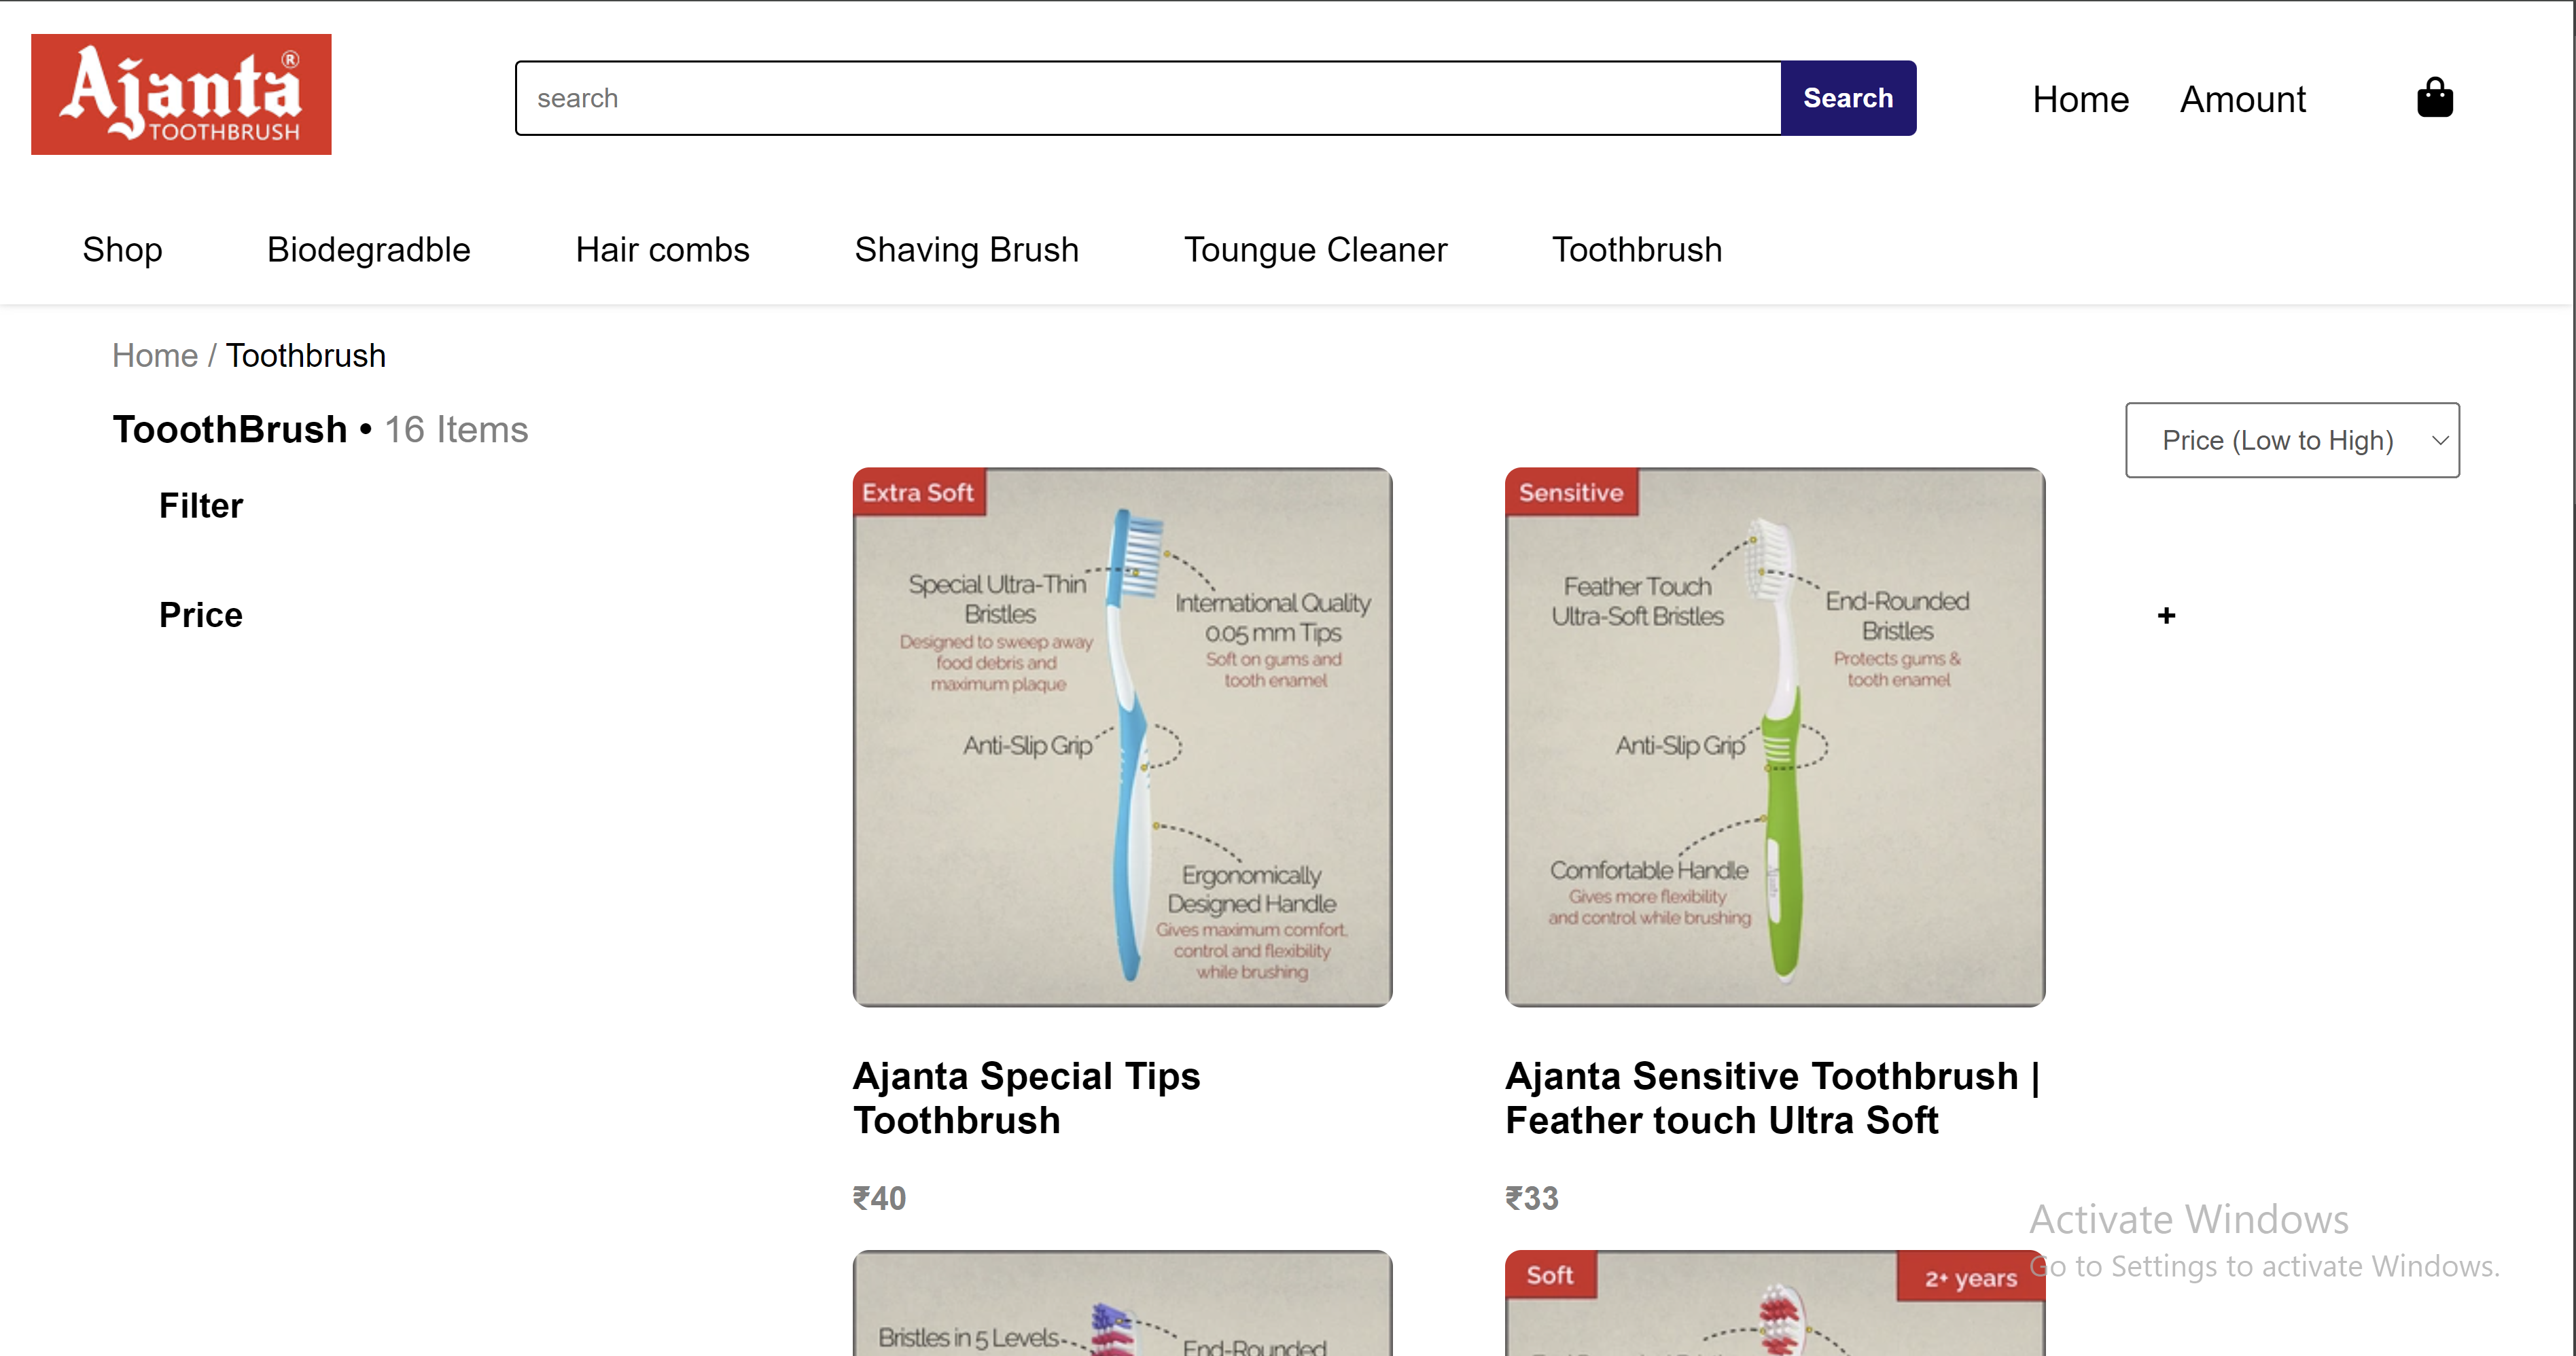 Ajanta®
TOOTHBRUSH
search
Search
Home
Amount
Shop
Biodegradble
Hair combs
Shaving Brush
Toungue Cleaner
Toothbrush
Home / Toothbrush
TooothBrush • 16 Items
Price (Low to High)
Filter
Price
+
Extra Soft
Special Ultra-Thin
Bristles
Designed to sweep away
food debris and
maximum plaque
International Quality
0.05 mm Tips
Soft on gums and
tooth enamel
Anti-Slip Grip
Ergonomically
Designed Handle
Gives maximum comfort,
control and flexibility
while brushing
Ajanta Special Tips
Toothbrush
₹40
Sensitive
Feather Touch
Ultra-Soft Bristles
End-Rounded
Bristles
Protects gums &
tooth enamel
Anti-Slip Grip
Comfortable Handle
Gives more flexibility
and control while brushing
Ajanta Sensitive Toothbrush |
Feather touch Ultra Soft
₹33
Bristles in 5 Levels
End-Rounded
Soft
2+ years
Activate Windows
Go to Settings to activate Windows.